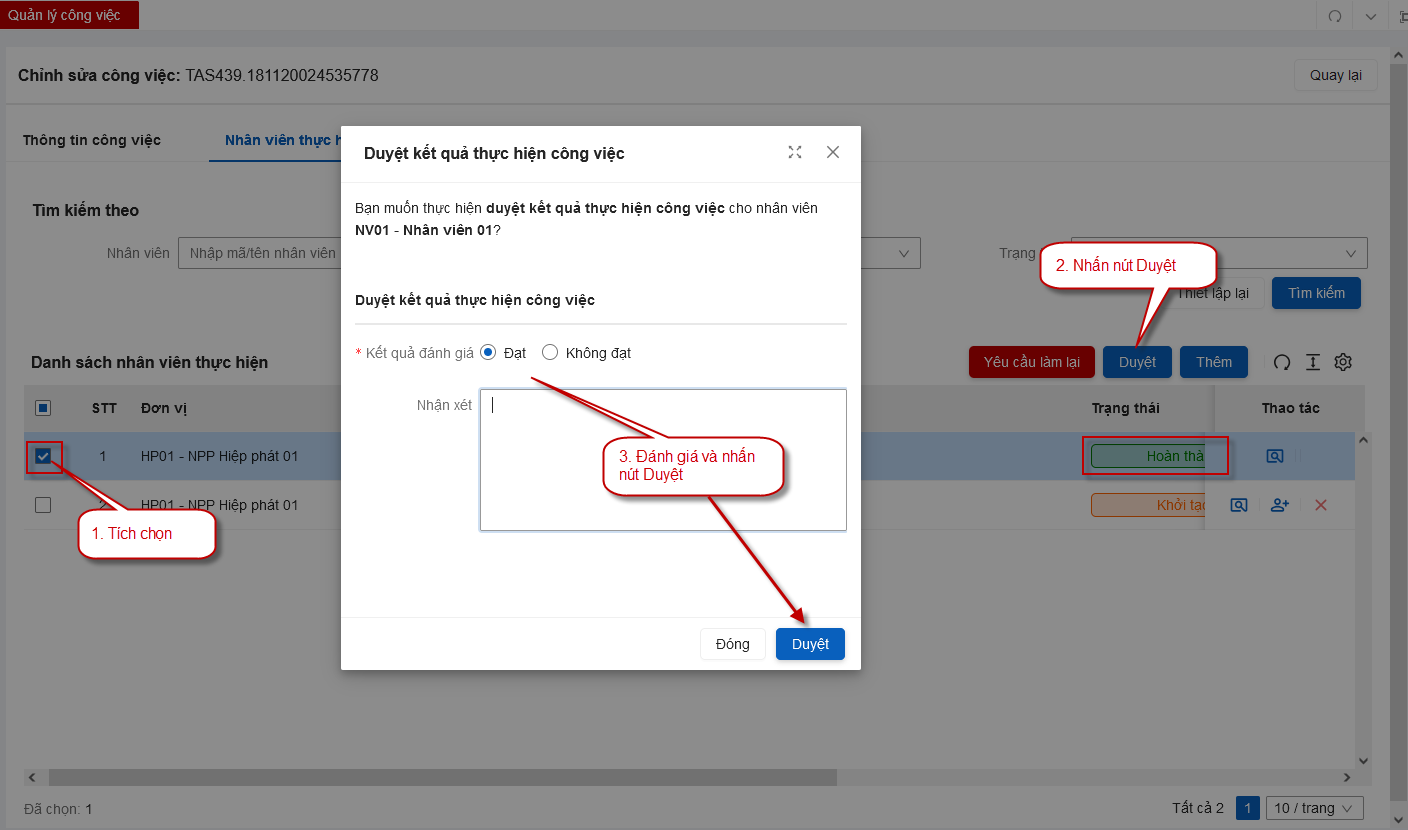 Quản lý công việc
Chỉnh sửa công việc: TAS439.181120024535778
Quay lại
Thông tin công việc
Nhân viên thực h
Duyệt kết quả thực hiện công việc
Bạn muốn thực hiện duyệt kết quả thực hiện công việc cho nhân viên
NV01 - Nhân viên 01?
Tìm kiếm theo
Nhân viên
Nhập mã/tên nhân viên
Trạng
2. Nhấn nút Duyệt
Thiết lập lại
Tìm kiếm
Duyệt kết quả thực hiện công việc
* Kết quả đánh giá
Đạt
Không đạt
Danh sách nhân viên thực hiện
Yêu cầu làm lại
Duyệt
Thêm
Nhận xét
STT
Đơn vị
Trạng thái
Thao tác
1
HP01 - NPP Hiệp phát 01
Hoàn thà
3. Đánh giá và nhấn
nút Duyệt
2
HP01 - NPP Hiệp phát 01
Khởi tạo
1. Tích chọn
Đóng
Duyệt
Đã chọn: 1
Tất cả 2
1
10 / trang